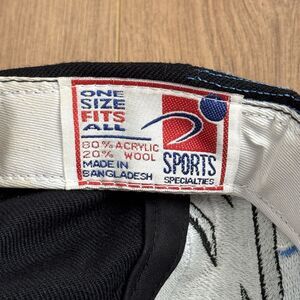 ONE
SIZE
FITS
ALL
80% ACRYLIC
20% WOOL
MADE IN
BANGLADESH
SPORTS
SPECIALTIES